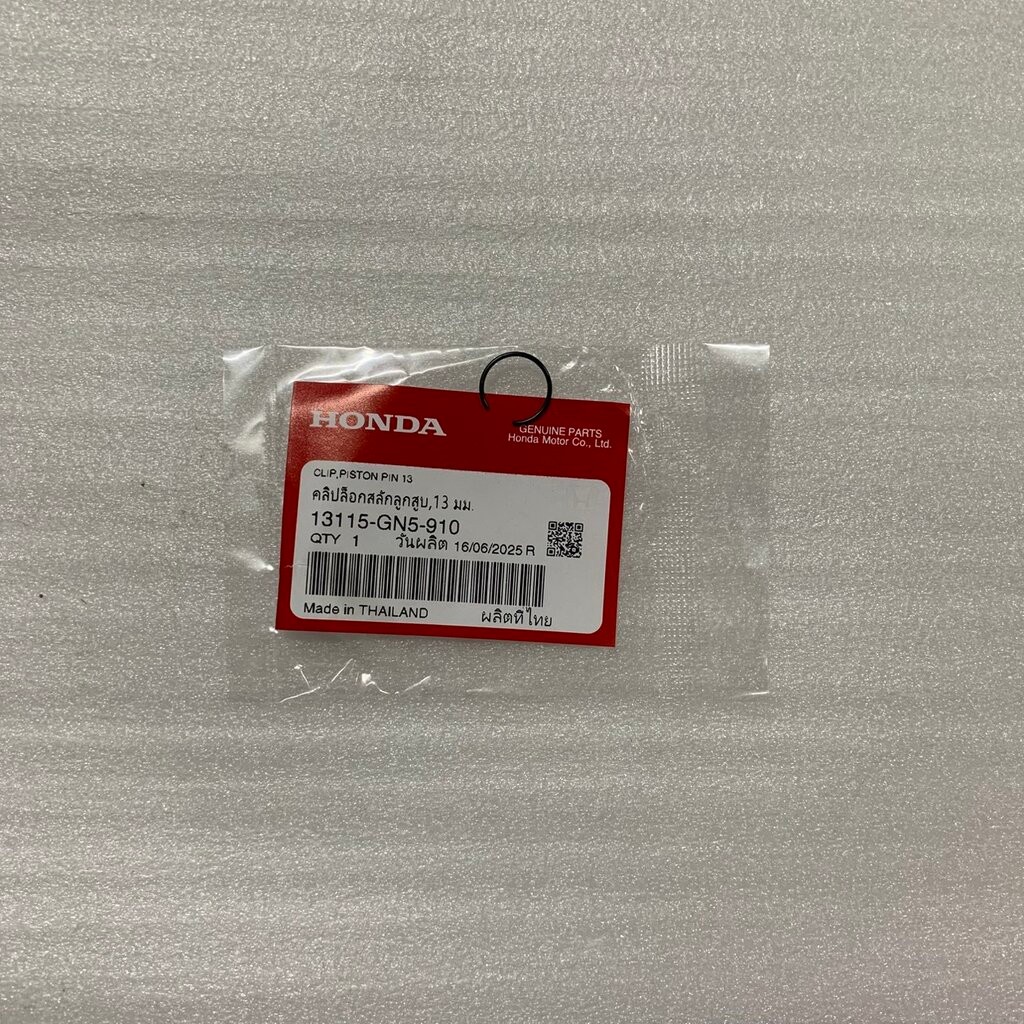 HONDA
GENUINE PARTS
Honda Motor Co., Ltd.
CLIP,PISTON PIN 13
คลิปล็อกสลักลูกสูบ,13 มม.
13115-GN5-910
QTY 1 วันผลิต 16/06/2025 R
Made in THAILAND ผลิตที่ไทย